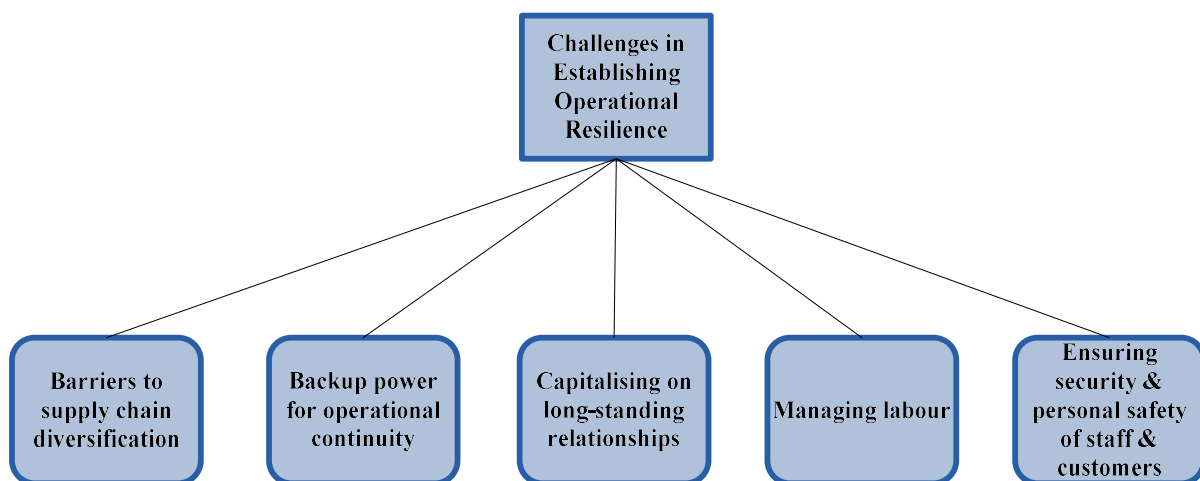 Challenges in
Establishing
Operational
Resilience
Barriers to
supply chain
diversification
Backup power
for operational
continuity
Capitalising on
long-standing
relationships
Managing labour
Ensuring
security &
personal safety
of staff &
customers